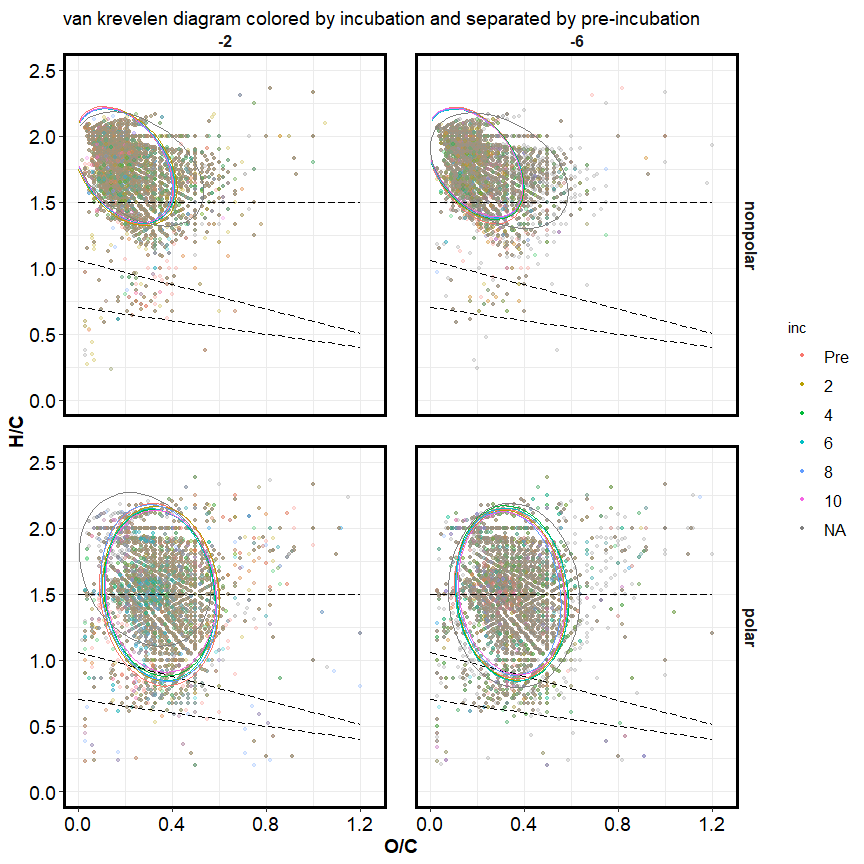 van krevelen diagram colored by incubation and separated by pre-incubation
-2
-6
2.5
2.0
1.5
1.0
0.5
0.0
nonpolar
H/C
2.5
2.0
1.5
1.0
0.5
0.0
polar
0.0 0.4 0.8 1.2
0.0 0.4 0.8 1.2
O/C
inc
Pre
2
4
6
8
10
NA